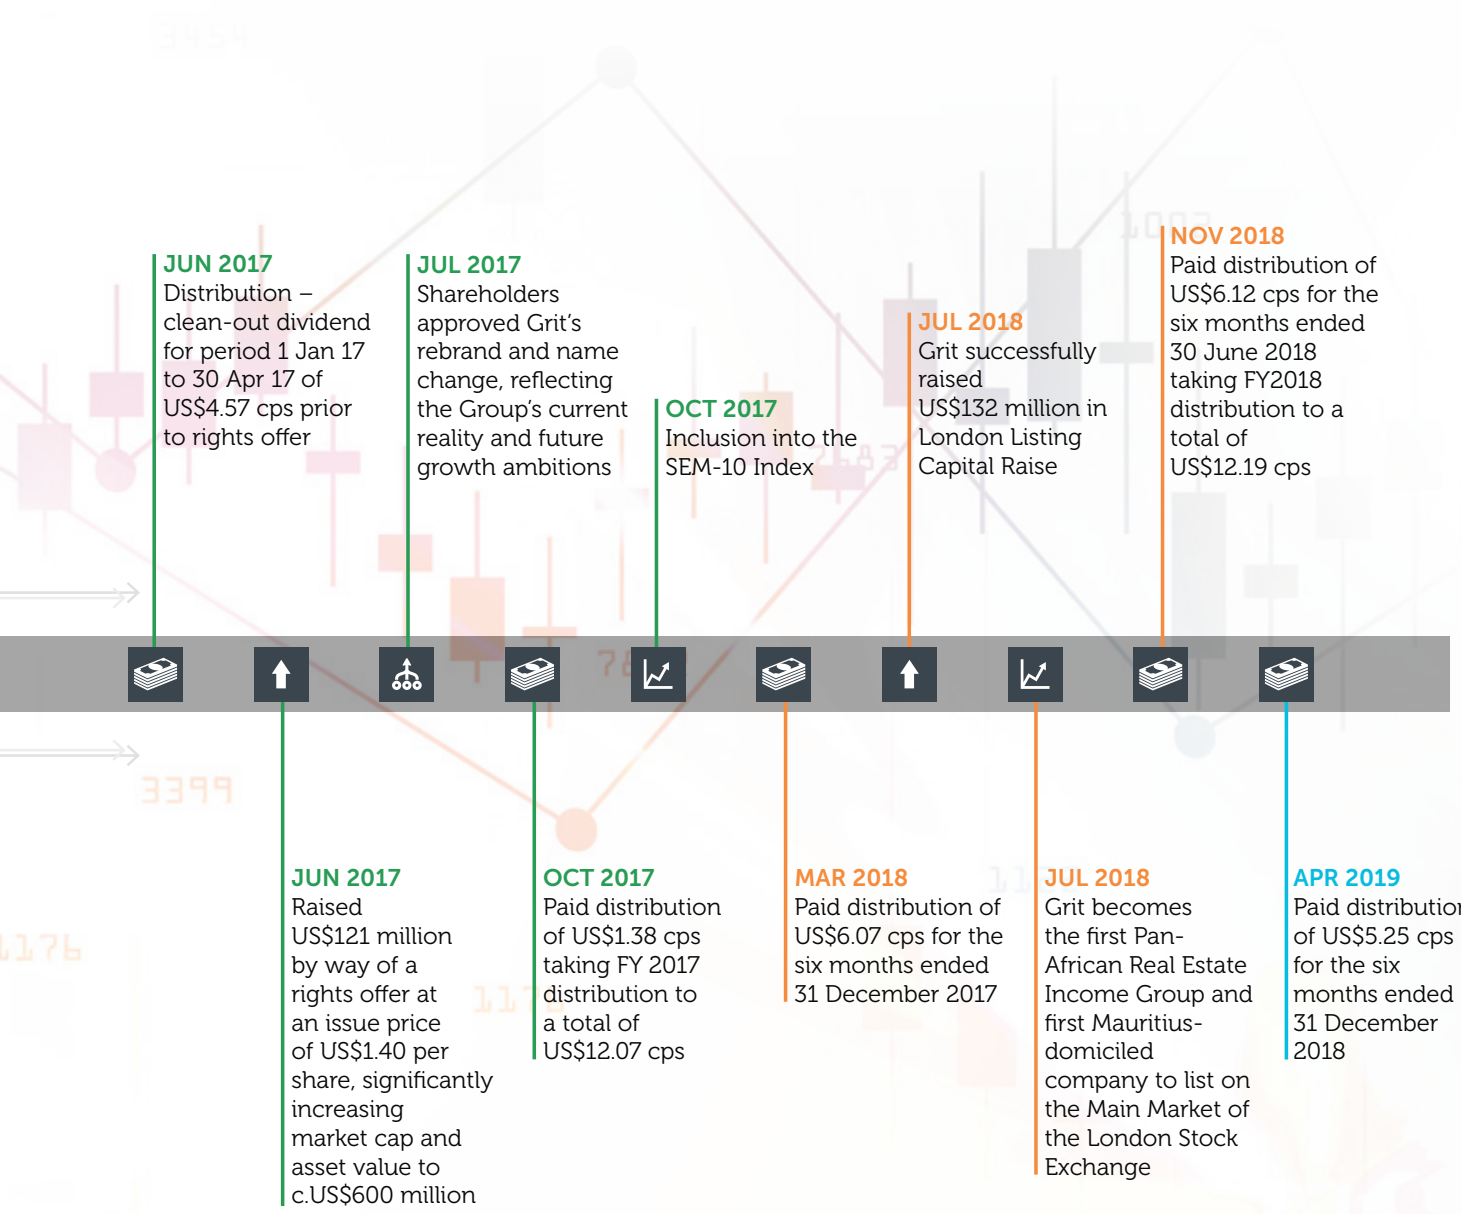 3454
1002
NOV 2018
Paid distribution of
US$6.12 cps for the
six months ended
30 June 2018
taking FY2018
distribution to a
total of
US$12.19 cps
JUN 2017
Distribution –
clean-out dividend
for period 1 Jan 17
to 30 Apr 17 of
US$4.57 cps prior
to rights offer
JUL 2017
Shareholders
approved Grit’s
rebrand and name
change, reflecting
the Group’s current
reality and future
growth ambitions
JUL 2018
Grit successfully
raised
US$132 million in
London Listing
Capital Raise
OCT 2017
Inclusion into the
SEM-10 Index
3399
JUN 2017
Raised
US$121 million
by way of a
rights offer at
an issue price
of US$1.40 per
share, significantly
increasing
market cap and
asset value to
c.US$600 million
OCT 2017
Paid distribution
of US$1.38 cps
taking FY 2017
distribution to
a total of
US$12.07 cps
MAR 2018
Paid distribution of
US$6.07 cps for the
six months ended
31 December 2017
JUL 2018
Grit becomes
the first Pan-
African Real Estate
Income Group and
first Mauritius-
domiciled
company to list on
the Main Market of
the London Stock
Exchange
APR 2019
Paid distribution
of US$5.25 cps
for the six
months ended
31 December
2018
1176